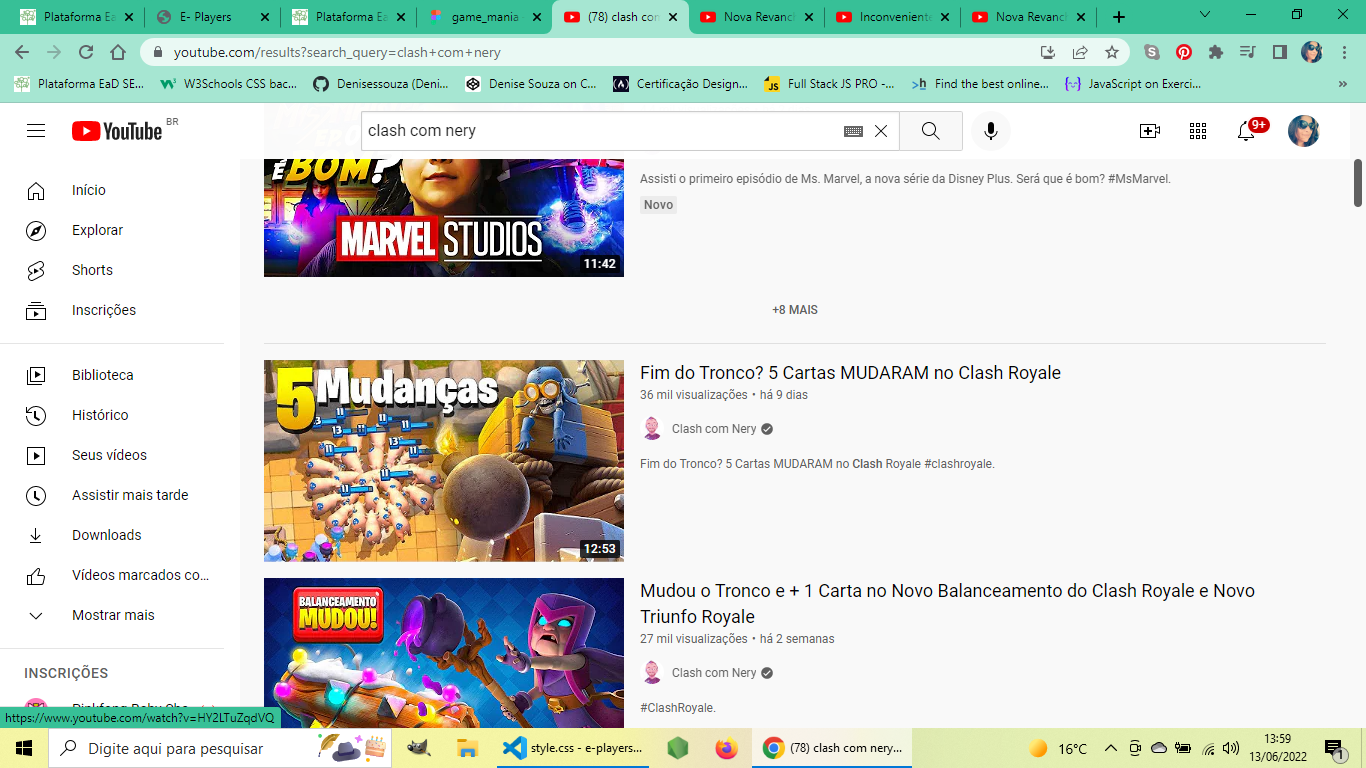 Plataforma Ea
E- Players
Plataforma Ea
game_mania
(78) clash con
Nova Revanc
Inconveniente
Nova Revanc
youtube.com/results?search_query=clash+com+nery
Plataforma EaD SE...
W3Schools CSS bac...
Denisessouza (Deni...
Denise Souza on C...
Certificação Design...
Full Stack JS PRO -...
Find the best online...
JavaScript on Exerci...
YouTube BR
clash com nery
9+
Início
Explorar
Shorts
Inscrições
Biblioteca
Histórico
Seus vídeos
Assistir mais tarde
Downloads
Vídeos marcados co...
Mostrar mais
INSCRIÇÕES
https://www.youtube.com/watch?v=HY2LTuZqdVQ
É BOM?
MARVEL STUDIOS
11:42
Assisti o primeiro episódio de Ms. Marvel, a nova série da Disney Plus. Será que é bom? #MsMarvel.
Novo
+8 MAIS
5 Mudanças
12:53
Fim do Tronco? 5 Cartas MUDARAM no Clash Royale
36 mil visualizações • há 9 dias
Clash com Nery
Fim do Tronco? 5 Cartas MUDARAM no Clash Royale #clashroyale.
BALANCEAMENTO
MUDOU!
Mudou o Tronco e + 1 Carta no Novo Balanceamento do Clash Royale e Novo
Triunfo Royale
27 mil visualizações • há 2 semanas
Clash com Nery
#ClashRoyale.
Digite aqui para pesquisar
style.css - e-players...
(78) clash com nery...
16°C
13:59
13/06/2022
1